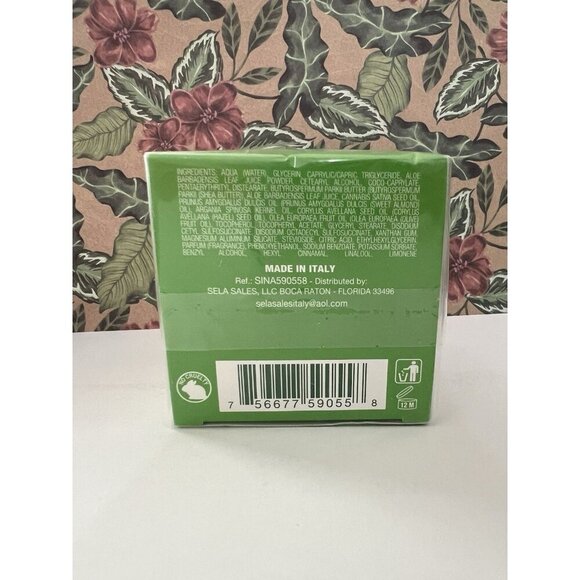 INGREDIENTS: AQUA (WATER), GLYCERIN, CAPRYLIC/CAPRIC TRIGLYCERIDE, ALOE
BARBADENSIS LEAF JUICE POWDER, CETEARYL ALCOHOL, COCO-CAPRYLATE,
PENTAERYTHRITYL DISTEARATE, BUTYROSPERMUM PARKII BUTTER (BUTYROSPERMUM
PARKII (SHEA BUTTER), ALOE BARBADENSIS LEAF JUICE, CANNABIS SATIVA SEED OIL,
PRUNUS AMYGDALUS DULCIS OIL (PRUNUS AMYGDALUS DULCIS (SWEET ALMOND)
OIL, ARGANIA SPINOSA KERNEL OIL, CORYLUS AVELLANA SEED OIL (CORYLUS
AVELLANA (HAZEL) SEED OIL, OLEA EUROPAEA FRUIT OIL (OLEA EUROPAEA (OLIVE)
FRUIT OIL, TOCOPHEROL, TOCOPHERYL ACETATE, GLYCERYL STEARATE, DISODIUM
CETYL SULFOSUCCINATE, DISODIUM OCTADECYL SULFOSUCCINATE, XANTHAN GUM,
MAGNESIUM ALUMINUM SILICATE, STEVIOSIDE, CITRIC ACID, ETHYLHEXYLGLYCERIN,
PARFUM (FRAGRANCE), PHENOXYETHANOL, SODIUM BENZOATE, POTASSIUM SORBATE,
BENZYL ALCOHOL, HEXYL CINNAMAL, LINALOOL, LIMONENE
MADE IN ITALY
Ref.: SINA590558 - Distributed by:
SELA SALES, LLC BOCA RATON - FLORIDA 33496
selasalesitaly@aol.com
NO CRUELTY
7 56677 59055 8
12 M